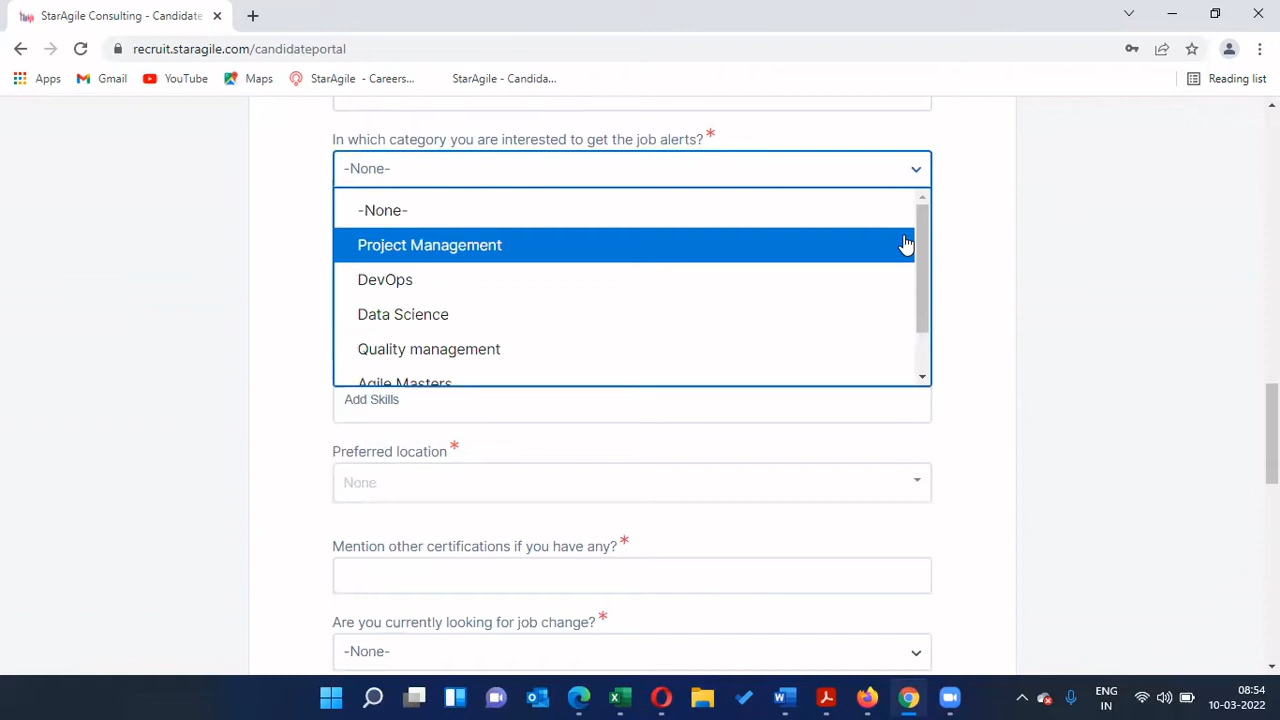 StarAgile Consulting - Candidate
recruit.staragile.com/candidateportal
Apps Gmail YouTube Maps StarAgile - Careers... StarAgile - Candida... Reading list
In which category you are interested to get the job alerts?*
-None-
-None-
Project Management
DevOps
Data Science
Quality management
Agile Masters
Add Skills
Preferred location *
None
Mention other certifications if you have any?*
Are you currently looking for job change?*
-None-
ENG
IN
08:54
10-03-2022